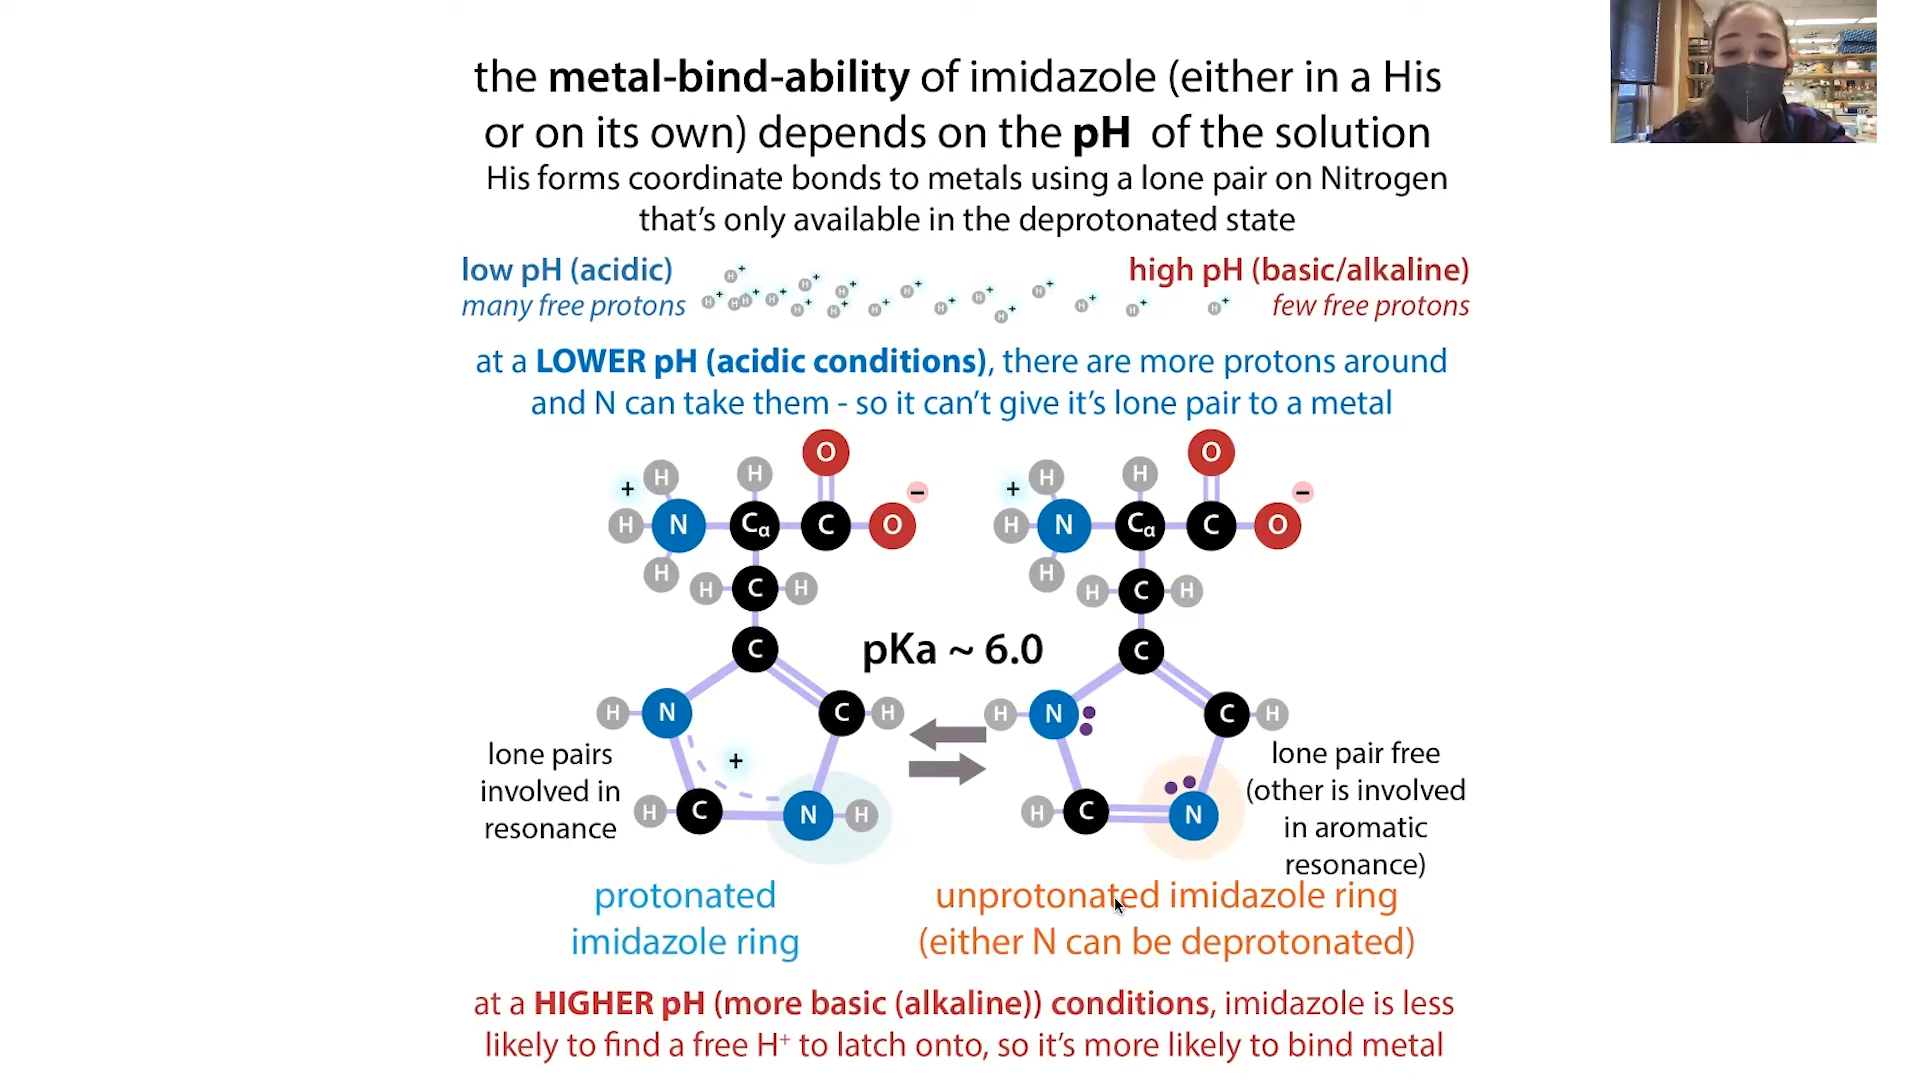 the metal-bind-ability of imidazole (either in a His
or on its own) depends on the pH of the solution
His forms coordinate bonds to metals using a lone pair on Nitrogen
that's only available in the deprotonated state
low pH (acidic)
many free protons
H+ H+ H+ H+ H+ H+ H+ H+ H+ H+ H+ H+ H+ H+ H+ H+ H+ H+ H+
high pH (basic/alkaline)
few free protons
at a LOWER pH (acidic conditions), there are more protons around
and N can take them - so it can't give it's lone pair to a metal
O O
+ H H − + H H −
H N Cα C O H N Cα C O
H H C H H H C H
C pKa ~ 6.0 C
H N C H H N C H
lone pairs
involved in
resonance
+
H C N H
H C N
lone pair free
(other is involved
in aromatic
resonance)
protonated
imidazole ring
unprotonated imidazole ring
(either N can be deprotonated)
at a HIGHER pH (more basic (alkaline)) conditions, imidazole is less
likely to find a free H+ to latch onto, so it's more likely to bind metal